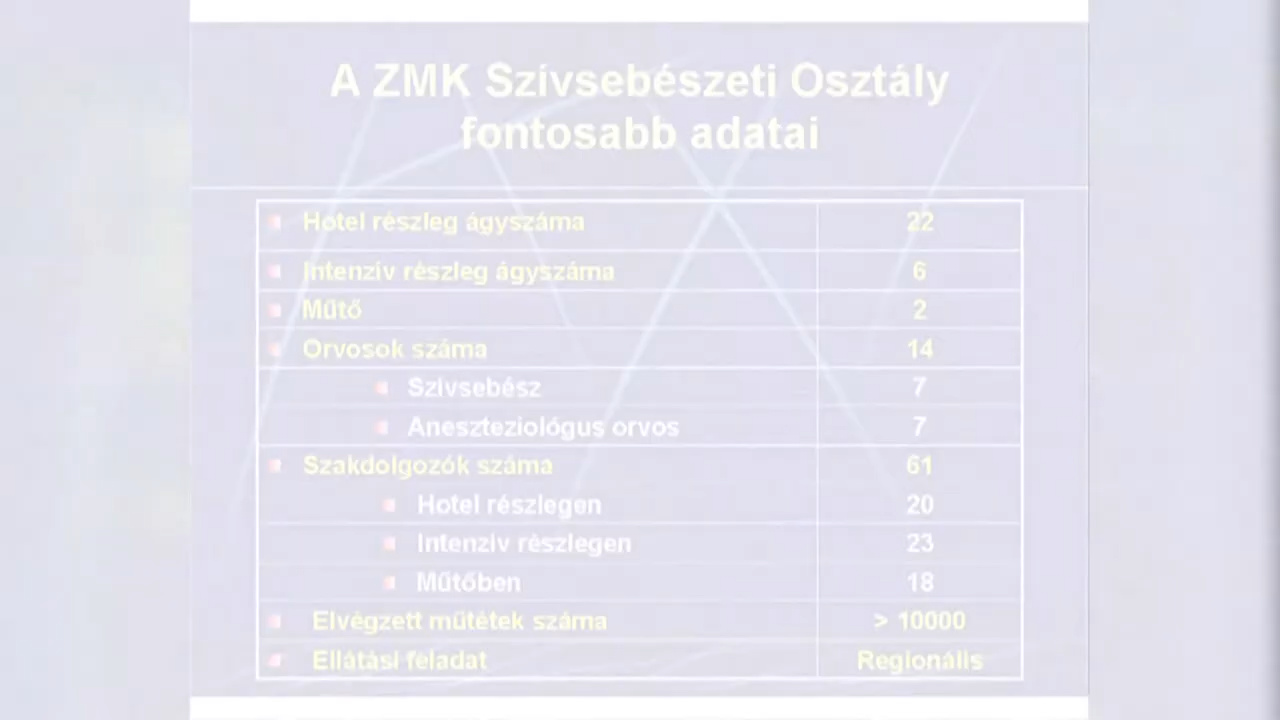 A ZMK Szívsebészeti Osztály
fontosabb adatai
Hotel részleg ágyszáma 22
Intenzív részleg ágyszáma 6
Műtő 2
Orvosok száma 14
Szívsebész 7
Aneszteziológus orvos 7
Szakdolgozók száma 61
Hotel részlegen 20
Intenzív részlegen 23
Műtőben 18
Elvégzett műtétek száma > 10000
Ellátási feladat Regionális